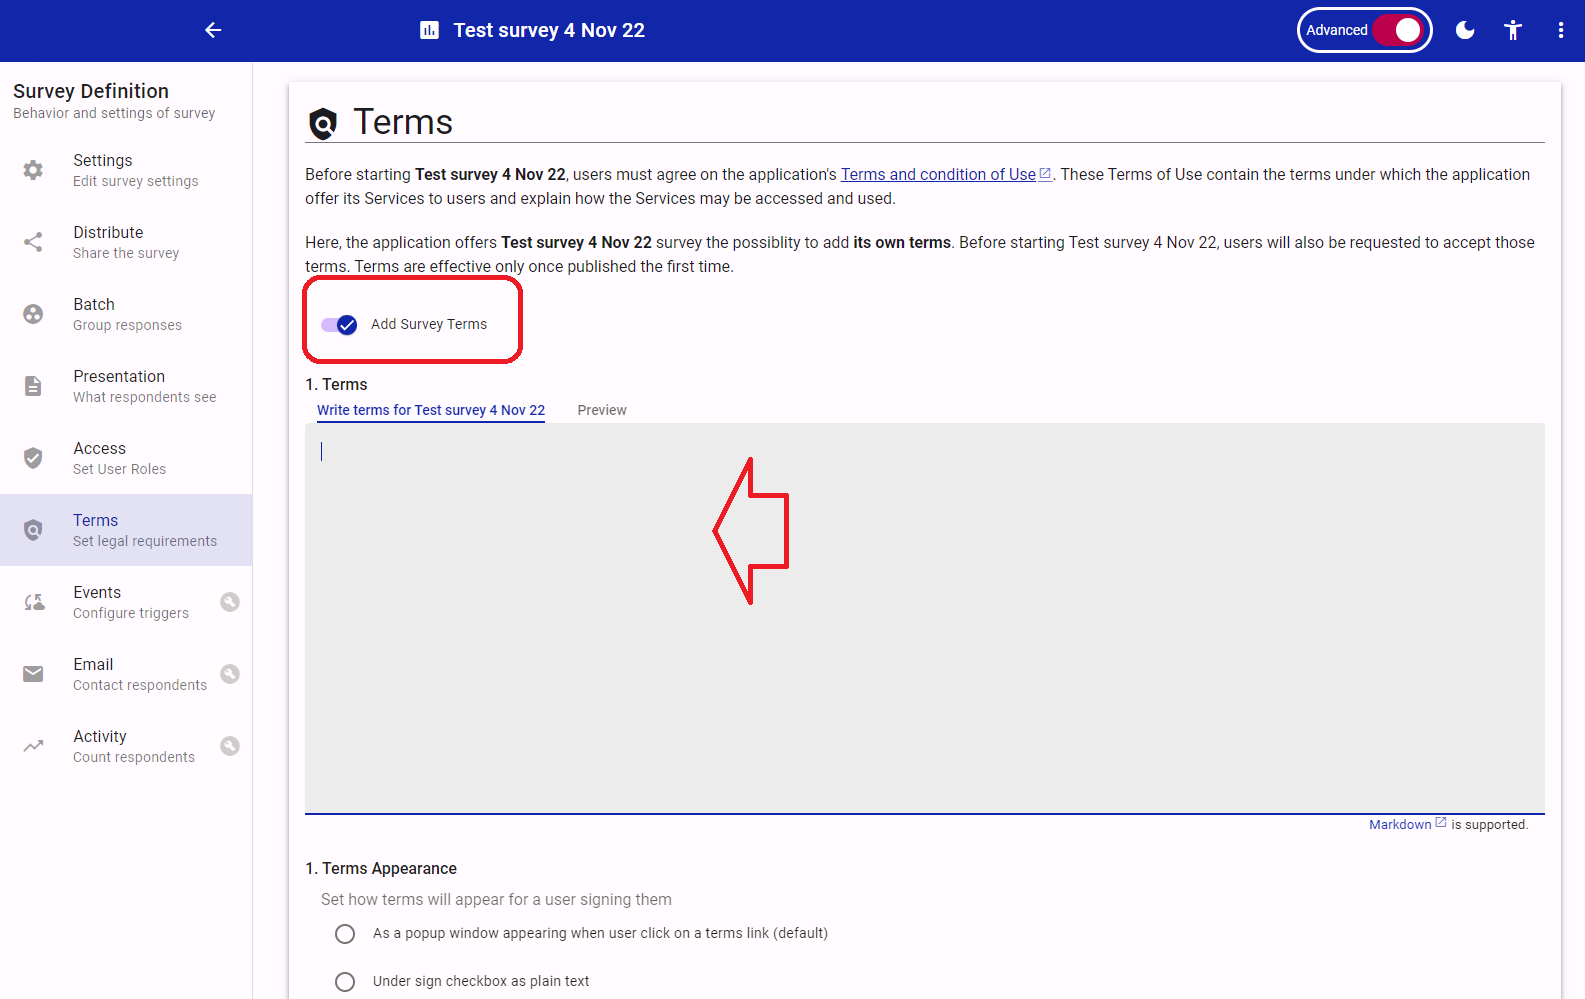 Test survey 4 Nov 22
Advanced
Survey Definition
Behavior and settings of survey
Settings
Edit survey settings
Distribute
Share the survey
Batch
Group responses
Presentation
What respondents see
Access
Set User Roles
Terms
Set legal requirements
Events
Configure triggers
Email
Contact respondents
Activity
Count respondents
Terms
Before starting Test survey 4 Nov 22, users must agree on the application's Terms and condition of Use. These Terms of Use contain the terms under which the application
offer its Services to users and explain how the Services may be accessed and used.
Here, the application offers Test survey 4 Nov 22 survey the possiblity to add its own terms. Before starting Test survey 4 Nov 22, users will also be requested to accept those
terms. Terms are effective only once published the first time.
Add Survey Terms
1. Terms
Write terms for Test survey 4 Nov 22
Preview
Markdown is supported.
1. Terms Appearance
Set how terms will appear for a user signing them
As a popup window appearing when user click on a terms link (default)
Under sign checkbox as plain text